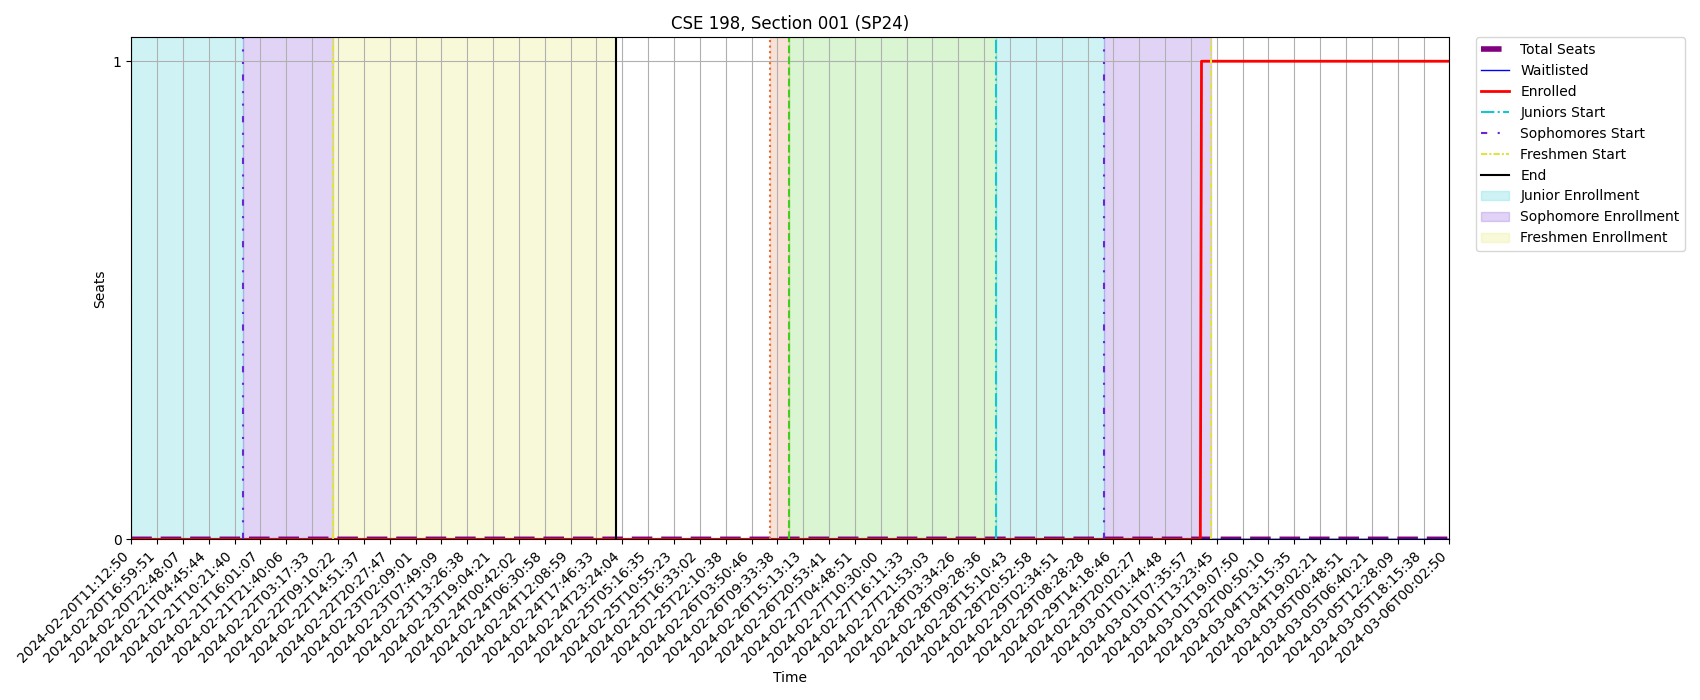 CSE 198, Section 001 (SP24)
1
0
Seats
2024-02-20T11:12:50
2024-02-20T16:59:51
2024-02-20T22:48:07
2024-02-21T04:45:44
2024-02-21T10:21:40
2024-02-21T16:01:07
2024-02-21T21:40:06
2024-02-22T03:17:33
2024-02-22T09:10:22
2024-02-22T14:51:37
2024-02-22T20:27:47
2024-02-23T02:09:01
2024-02-23T07:49:09
2024-02-23T13:26:38
2024-02-23T19:04:21
2024-02-24T00:42:02
2024-02-24T06:30:58
2024-02-24T12:08:59
2024-02-24T17:46:33
2024-02-24T23:24:04
2024-02-25T05:16:35
2024-02-25T10:55:23
2024-02-25T16:33:02
2024-02-25T22:10:38
2024-02-26T03:50:46
2024-02-26T09:33:38
2024-02-26T15:13:13
2024-02-26T20:53:41
2024-02-27T04:48:51
2024-02-27T10:30:00
2024-02-27T16:11:33
2024-02-27T21:53:03
2024-02-28T03:34:26
2024-02-28T09:28:36
2024-02-28T15:10:43
2024-02-28T20:52:58
2024-02-29T02:34:51
2024-02-29T08:28:28
2024-02-29T14:18:46
2024-02-29T20:02:27
2024-03-01T01:44:48
2024-03-01T07:35:57
2024-03-01T13:23:45
2024-03-01T19:07:50
2024-03-02T00:50:10
2024-03-04T13:15:35
2024-03-04T19:02:21
2024-03-05T00:48:51
2024-03-05T06:40:21
2024-03-05T12:28:09
2024-03-05T18:15:38
2024-03-06T00:02:50
Time
Total Seats
Waitlisted
Enrolled
Juniors Start
Sophomores Start
Freshmen Start
End
Junior Enrollment
Sophomore Enrollment
Freshmen Enrollment